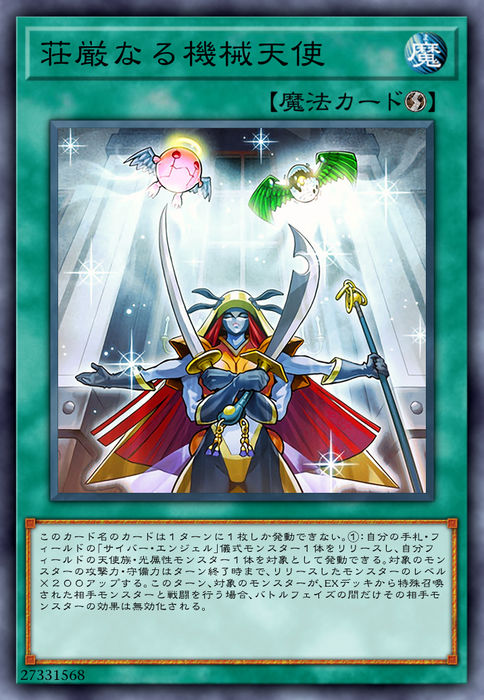 荘厳なる機械天使
魔
【魔法カード】
このカード名のカードは1ターンに1枚しか発動できない。①:自分の手札・フ
ィールドの「サイバー・エンジェル」儀式モンスター1体をリリースし、自分フ
ィールドの天使族・光属性モンスター1体を対象として発動できる。対象のモン
スターの攻撃力・守備力はターン終了時まで、リリースしたモンスターのレベル
×200アップする。このターン、対象のモンスターが、EXデッキから特殊召喚
された相手モンスターと戦闘を行う場合、バトルフェイズの間だけその相手モ
ンスターの効果は無効化される。
27331568